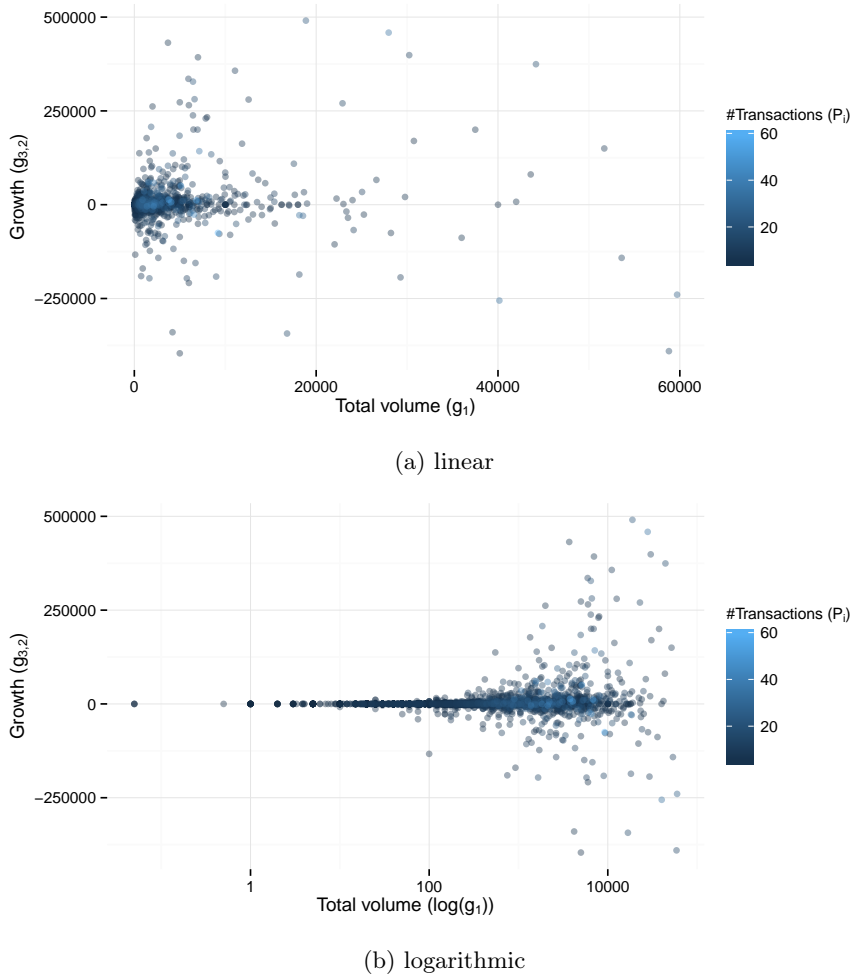 500000
250000
0
−250000
Growth (g3,2)
0 20000 40000 60000
Total volume (g1)
#Transactions (Pi)
60
40
20
(a) linear
500000
250000
0
−250000
Growth (g3,2)
1 100 10000
Total volume (log(g1))
#Transactions (Pi)
60
40
20
(b) logarithmic